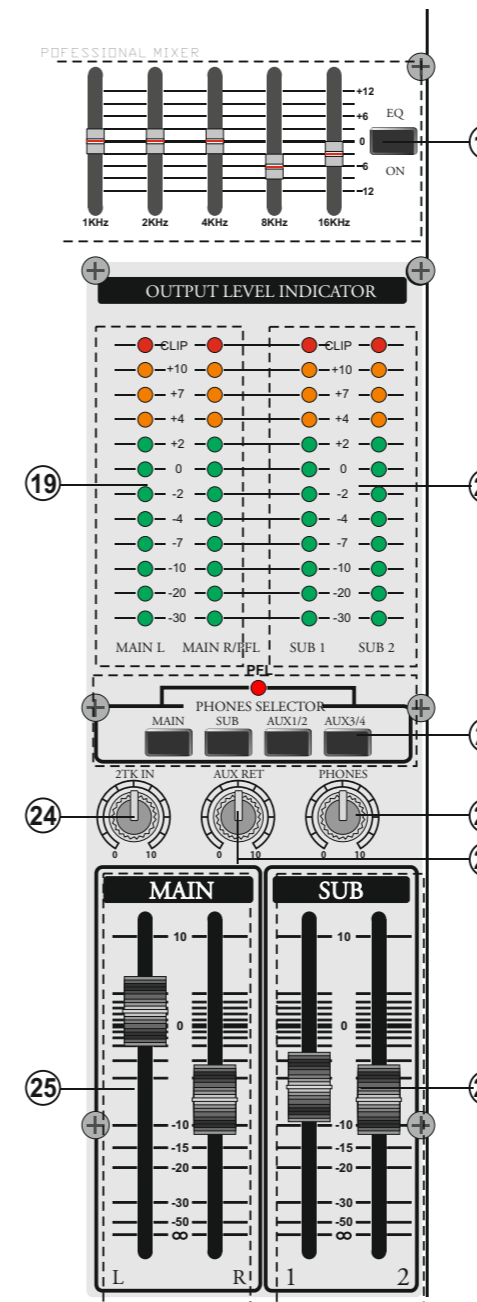 POFESSIONAL MIXER
+12
+6
EQ
0
-6
ON
-12
1KHz 2KHz 4KHz 8KHz 16KHz
OUTPUT LEVEL INDICATOR
CLIP CLIP
+10 +10
+7 +7
+4 +4
+2 +2
0 0
19
-2 -2
-4 -4
-7 -7
-10 -10
-20 -20
-30 -30
MAIN L MAIN R/PFL SUB 1 SUB 2
PFL
PHONES SELECTOR
MAIN SUB AUX1/2 AUX3/4
2TK IN AUX RET PHONES
24
0 10 0 10 0 10
MAIN SUB
10 10
0 0
25
-10 -10
-15 -15
-20 -20
-30 -30
-50 -50
∞ ∞
L R 1 2